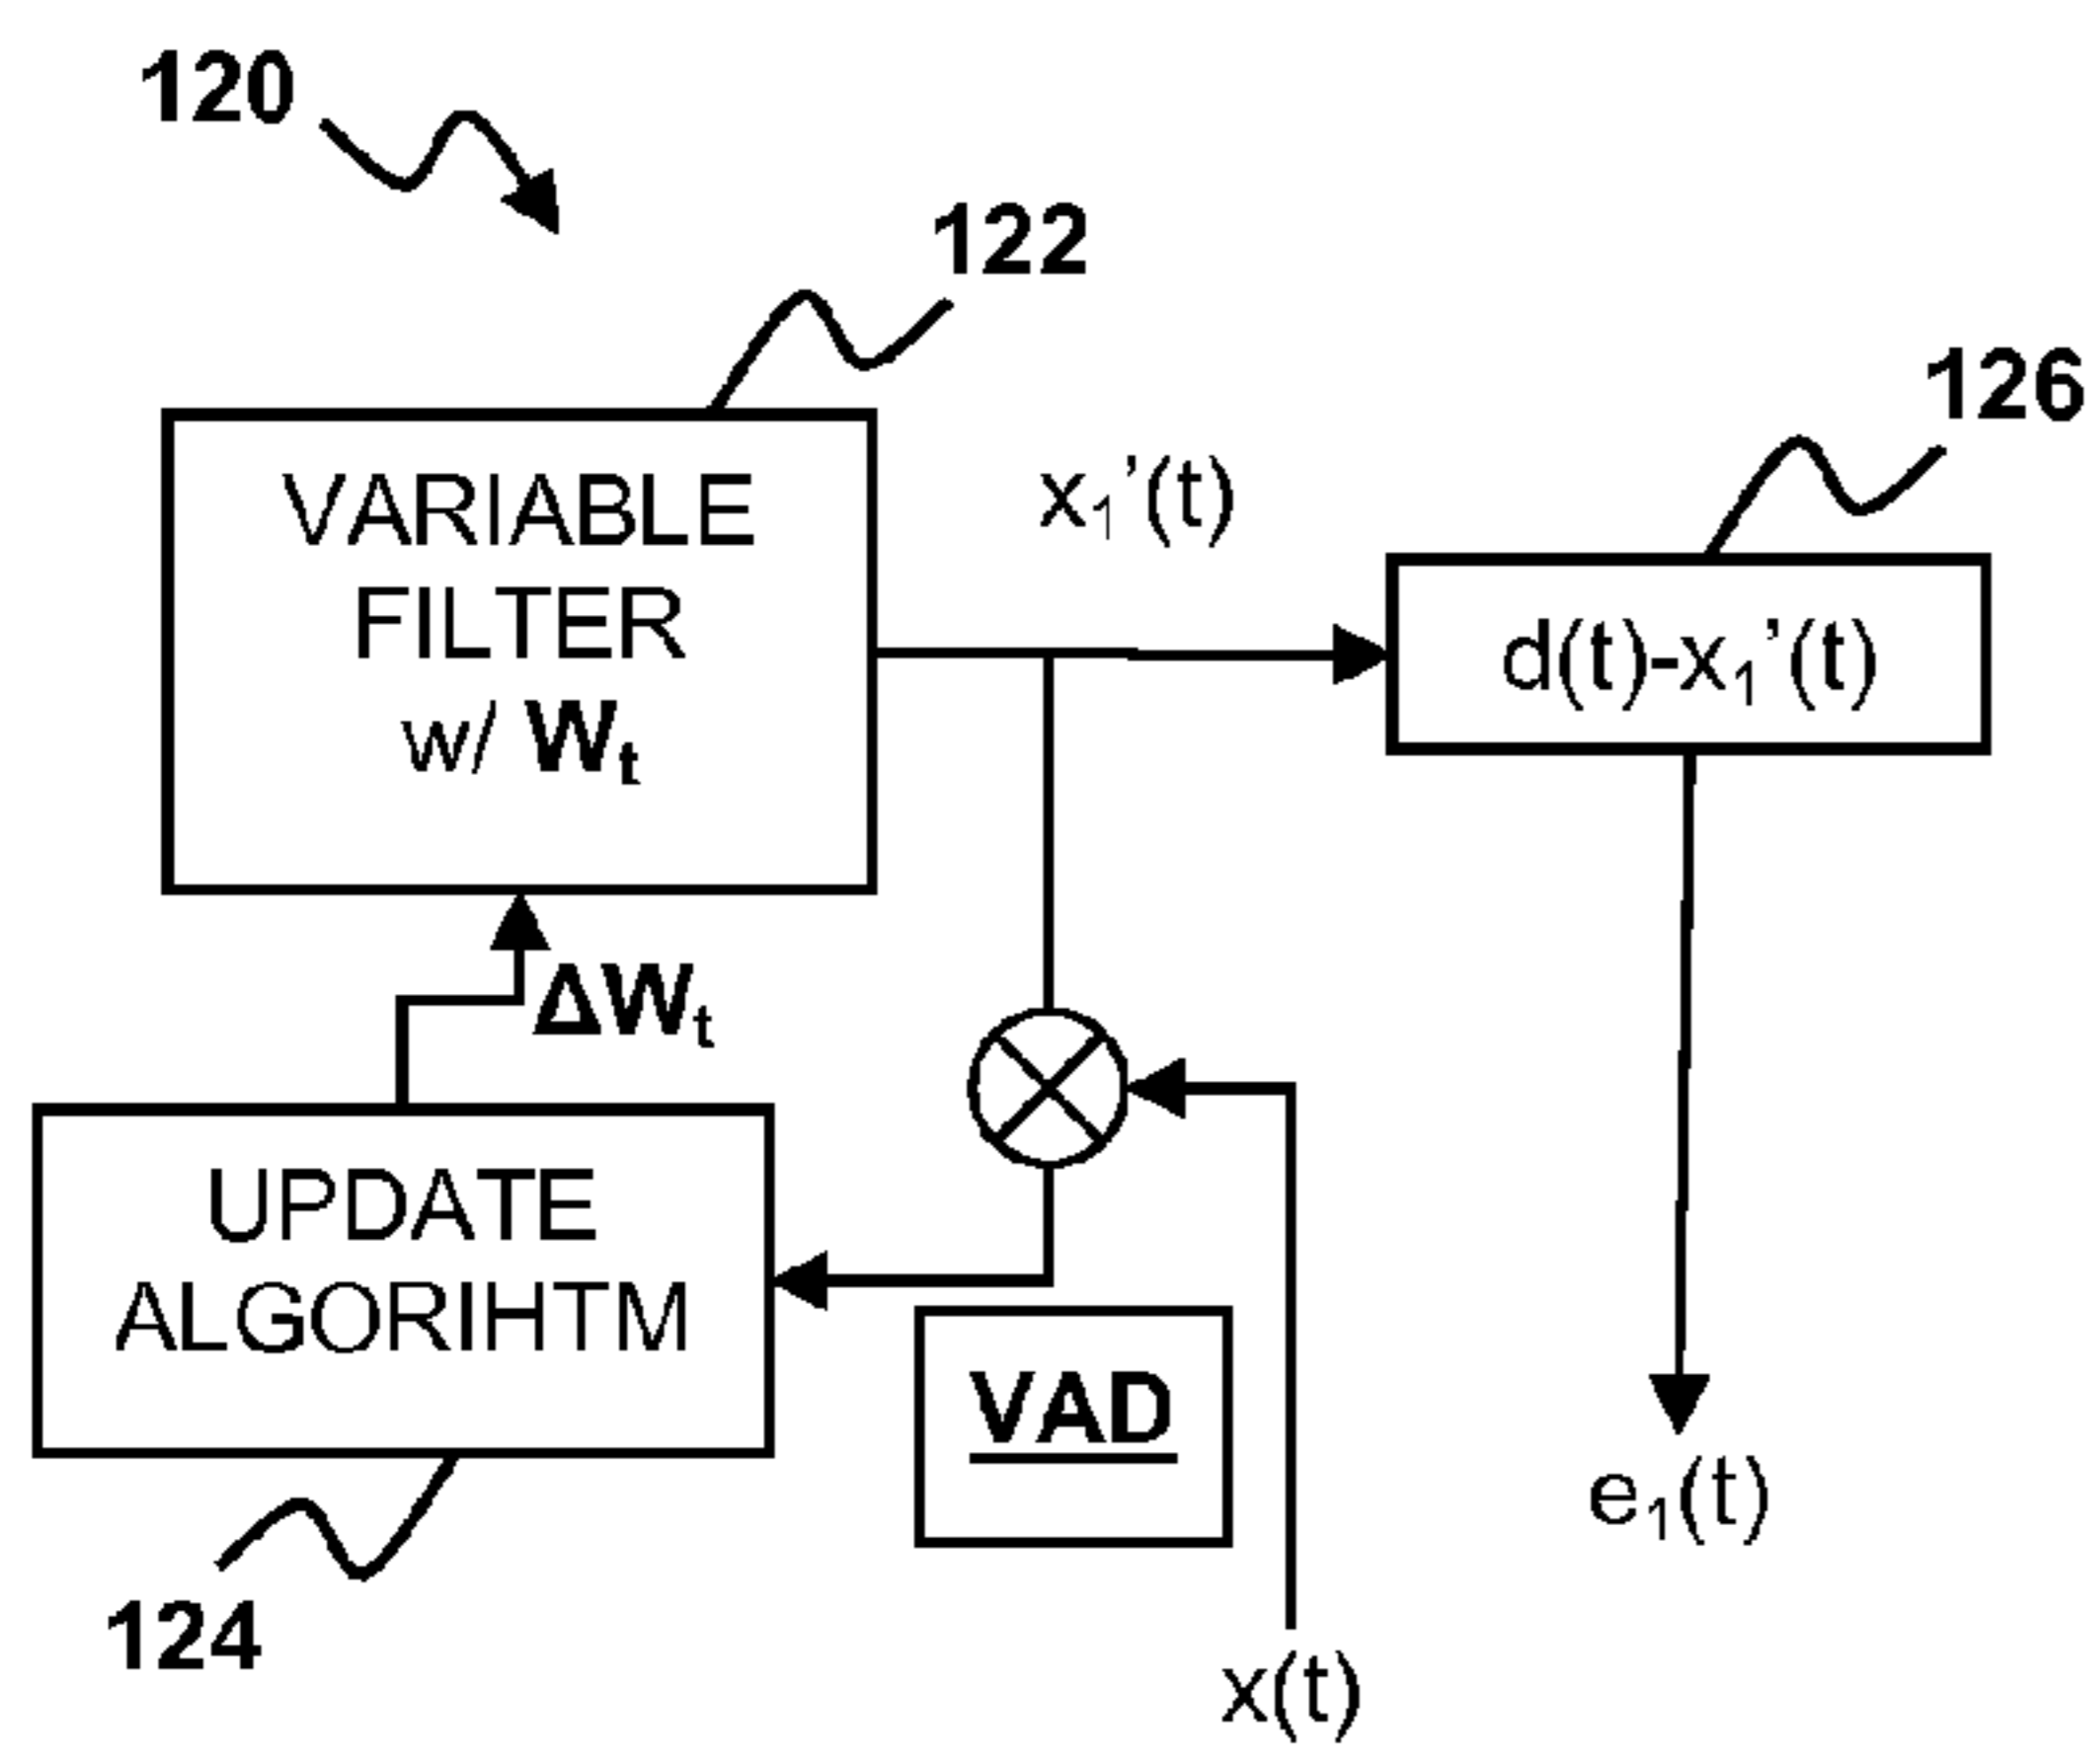 120
122
126
VARIABLE
FILTER
w/ Wt
x1’(t)
d(t)-x1’(t)
ΔWt
UPDATE
ALGORIHTM
VAD
e1(t)
124
x(t)